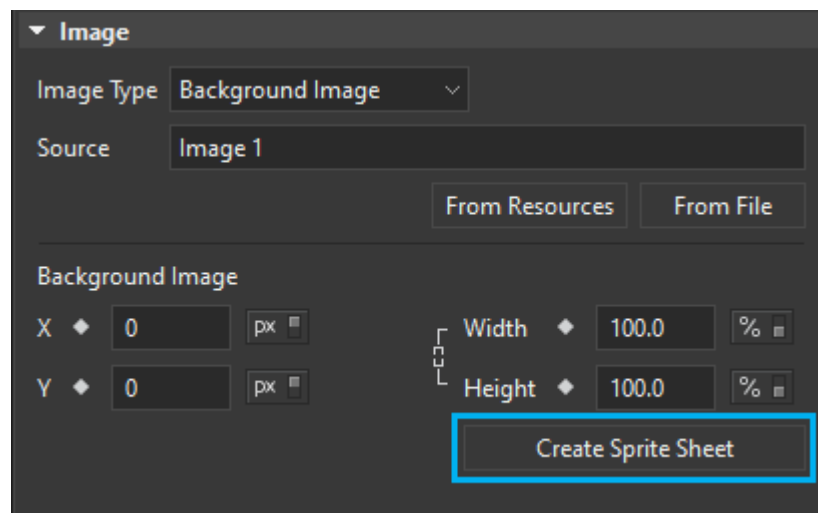 Image
Image Type Background Image
Source Image 1
From Resources From File
Background Image
X 0 px Width 100.0 %
Y 0 px Height 100.0 %
Create Sprite Sheet